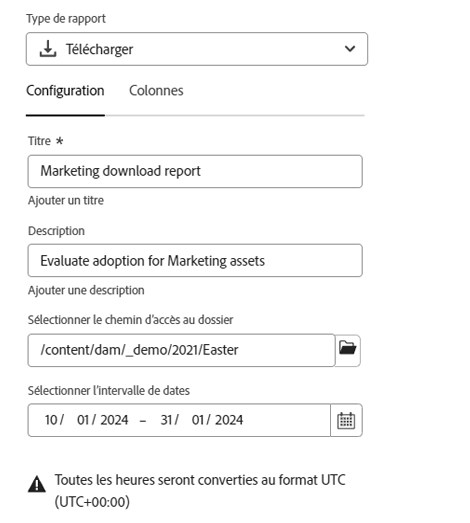 Type de rapport
Télécharger
Configuration Colonnes
Titre *
Marketing download report
Ajouter un titre
Description
Evaluate adoption for Marketing assets
Ajouter une description
Sélectionner le chemin d’accès au dossier
/content/dam/_demo/2021/Easter
Sélectionner l’intervalle de dates
10 / 01 / 2024 – 31 / 01 / 2024
Toutes les heures seront converties au format UTC
(UTC+00:00)